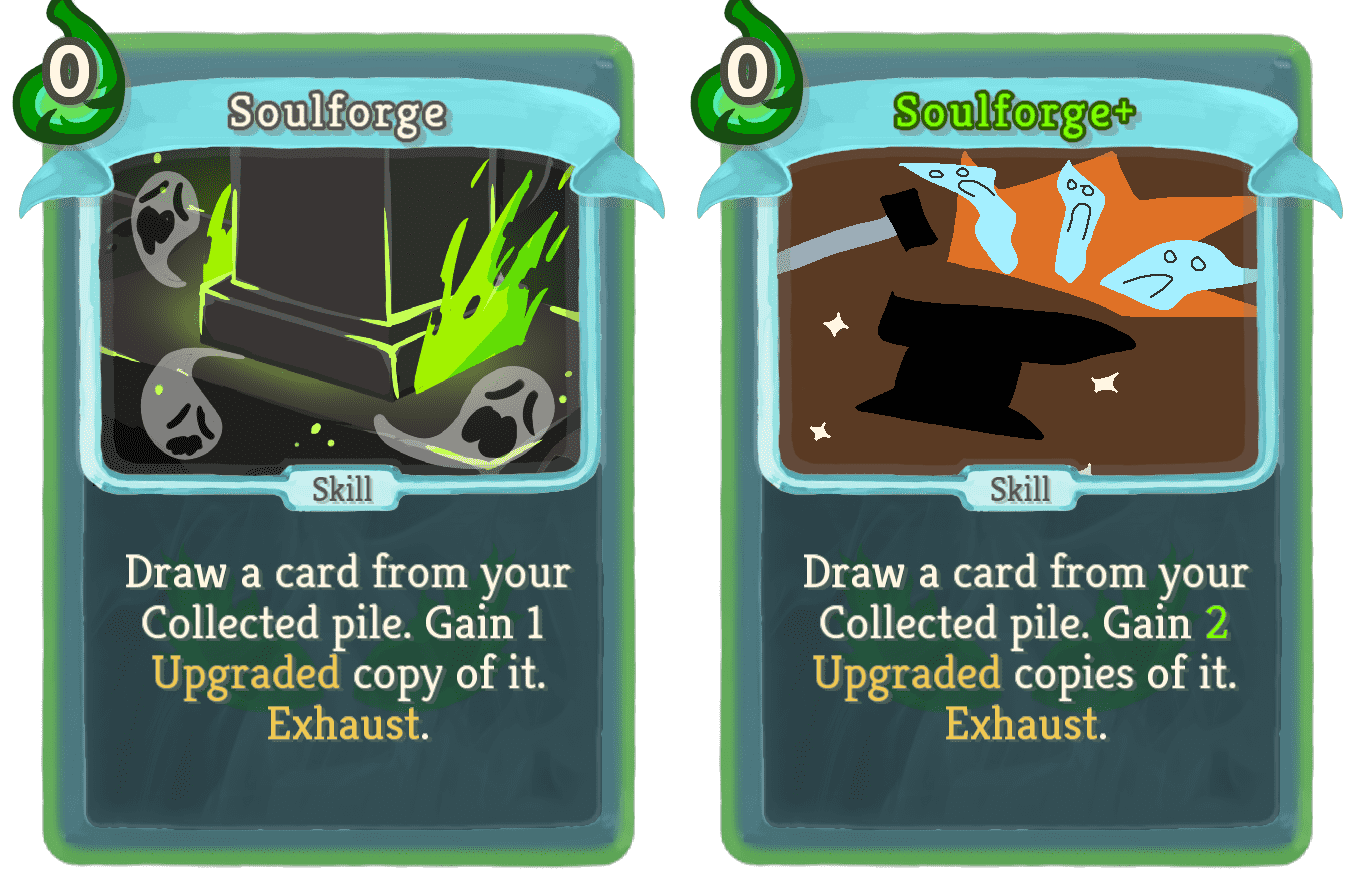 0
Soulforge
Skill
Draw a card from your
Collected pile. Gain 1
Upgraded copy of it.
Exhaust.
0
Soulforge+
Skill
Draw a card from your
Collected pile. Gain 2
Upgraded copies of it.
Exhaust.